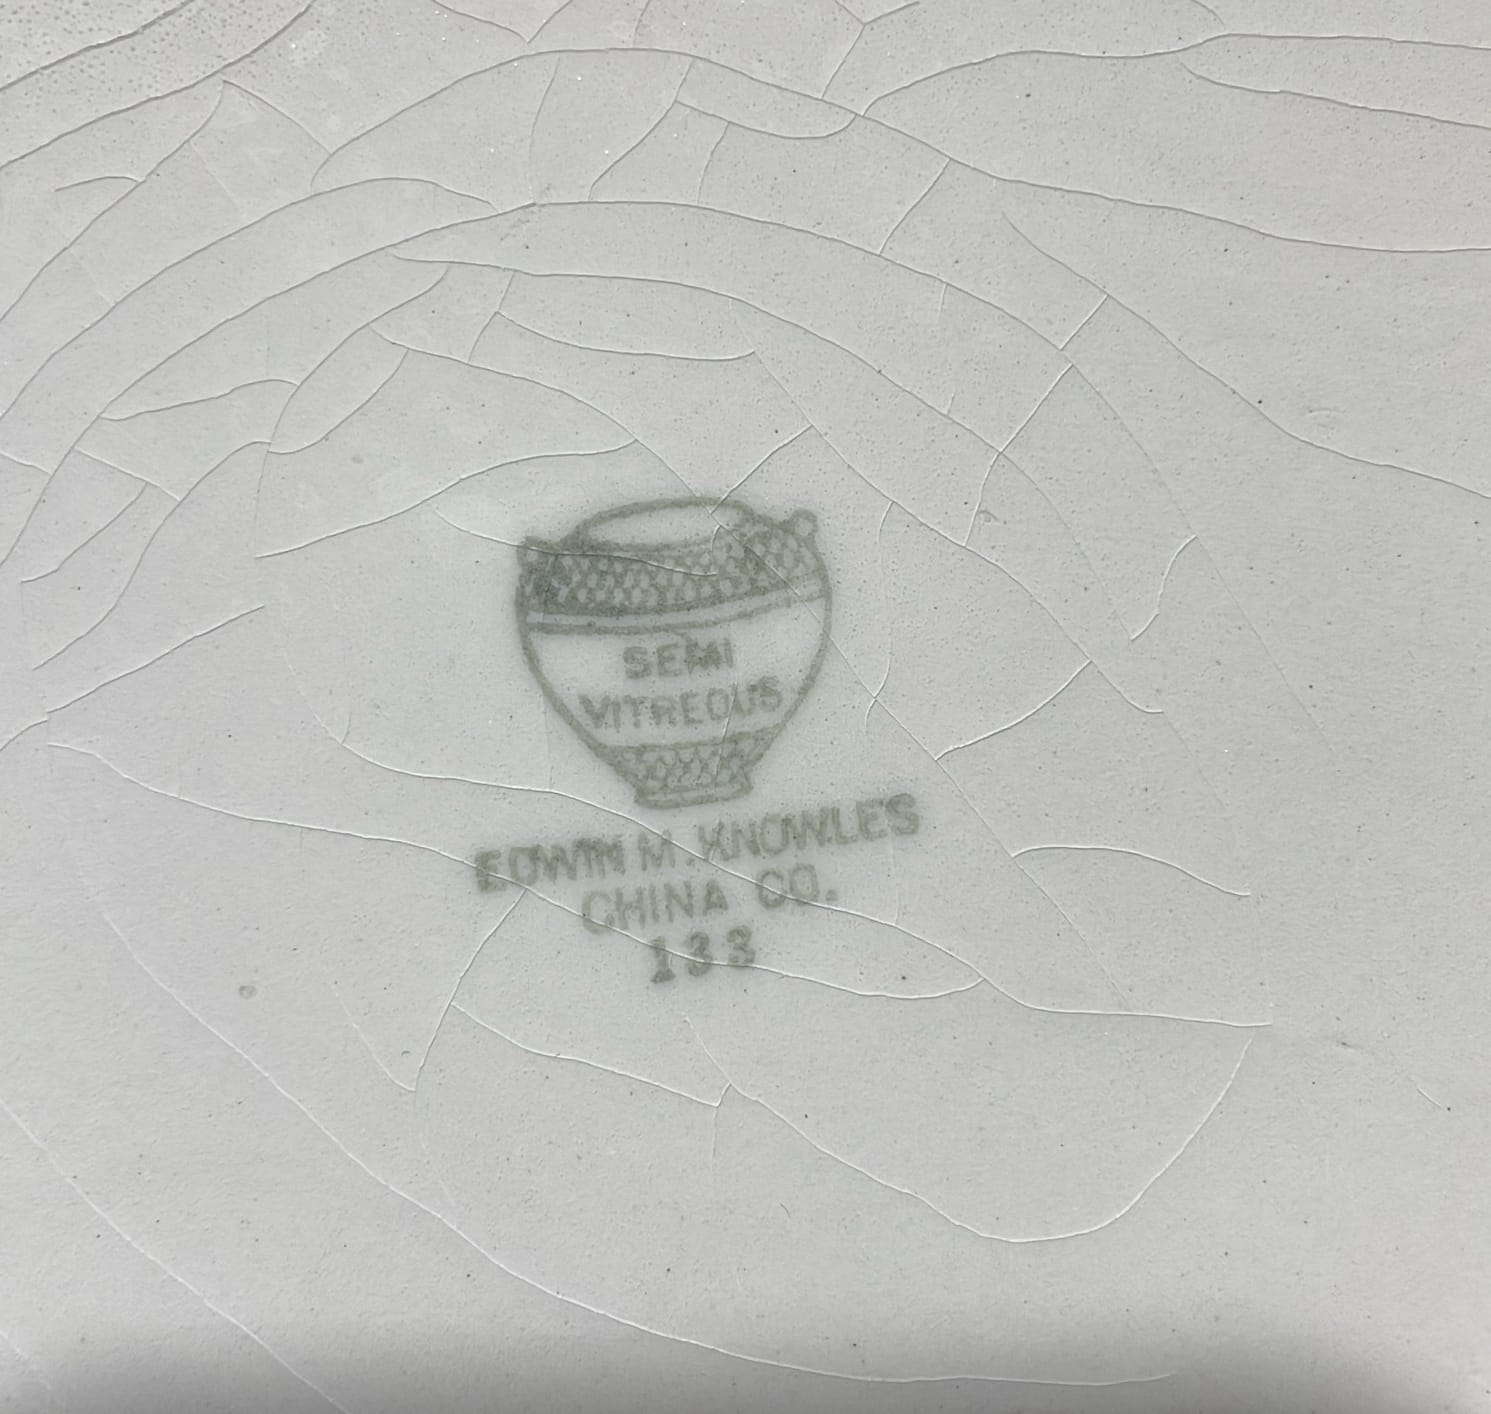 SEMI
VITREOUS
EDWIN M. KNOWLES
CHINA CO.
133